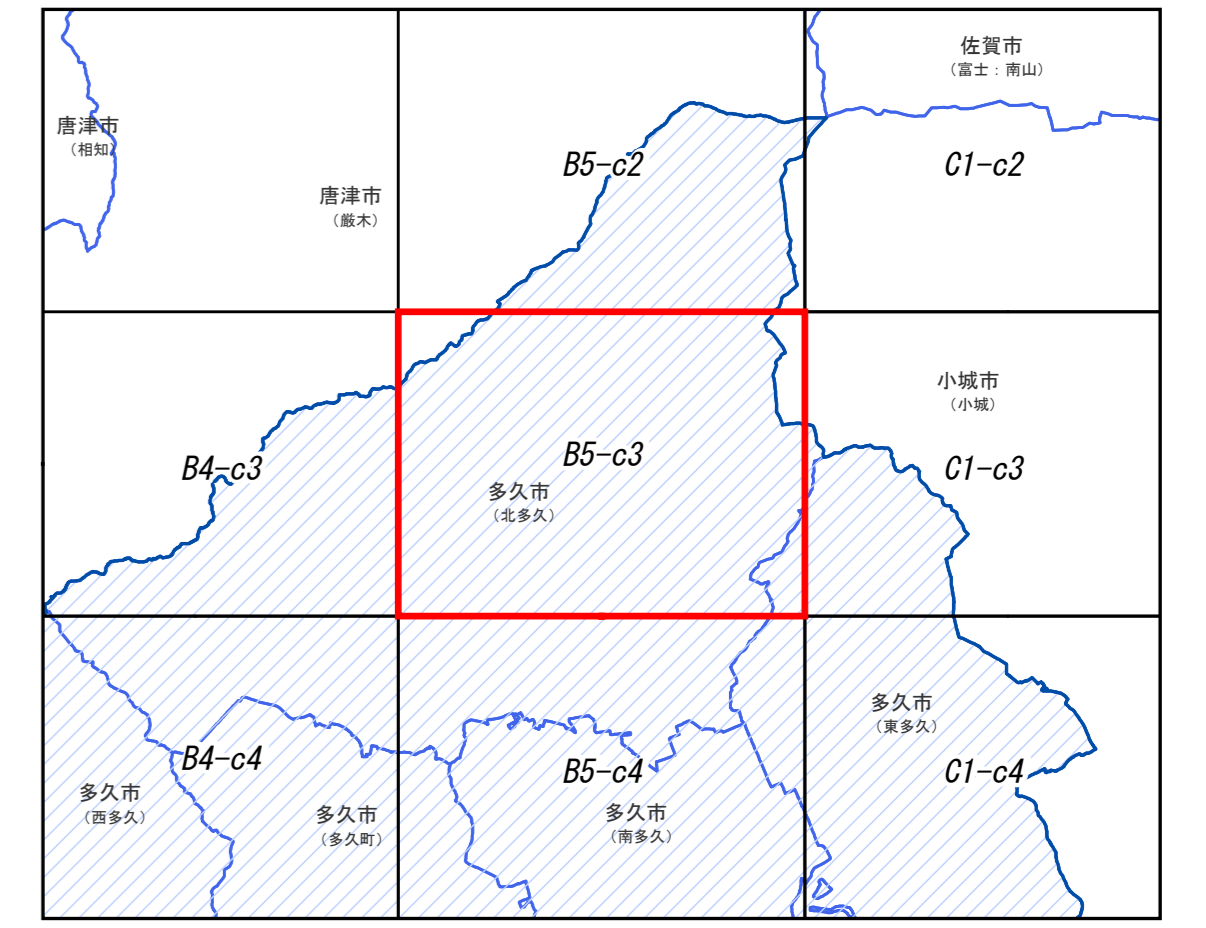 佐賀市
（富士：南山）
唐津市
（相知）
B5-c2
C1-c2
唐津市
（厳木）
小城市
（小城）
B4-c3
B5-c3
C1-c3
多久市
（北多久）
多久市
（東多久）
B4-c4
B5-c4
C1-c4
多久市
（西多久）
多久市
（多久町）
多久市
（南多久）